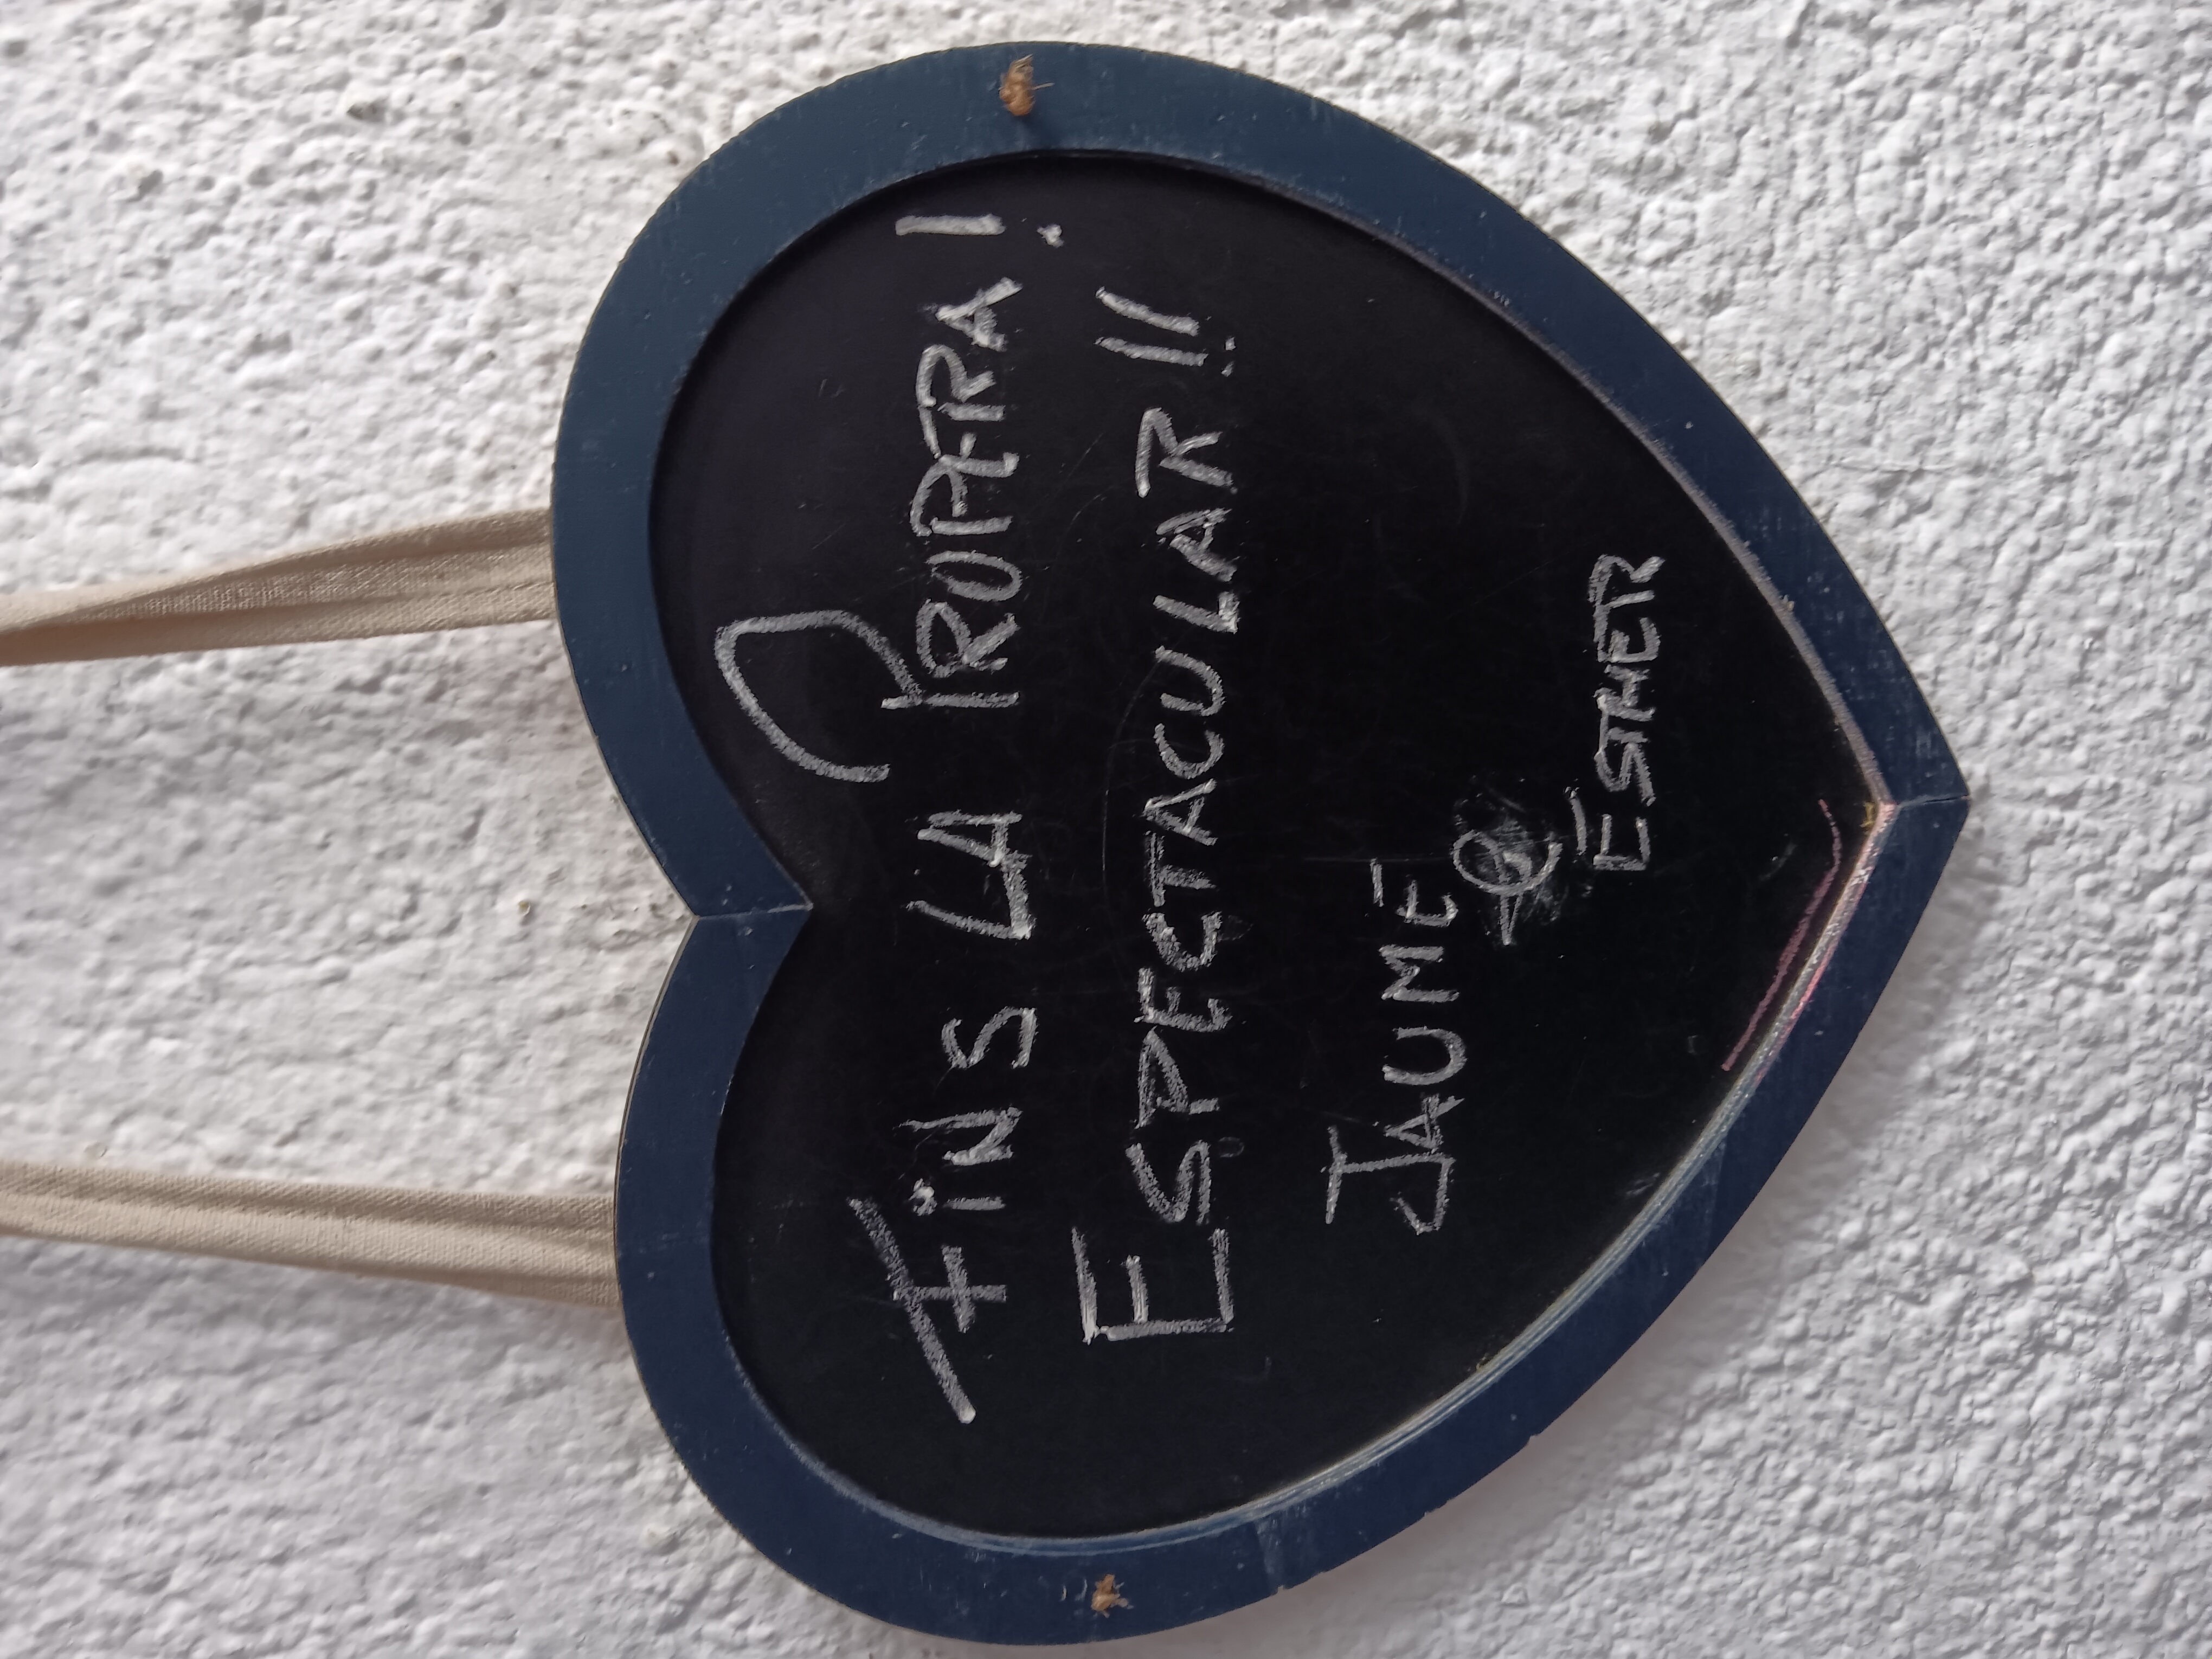 FINS LA PROPERA!
ESPECTACULAR!!
JAUME
@
ESTHER